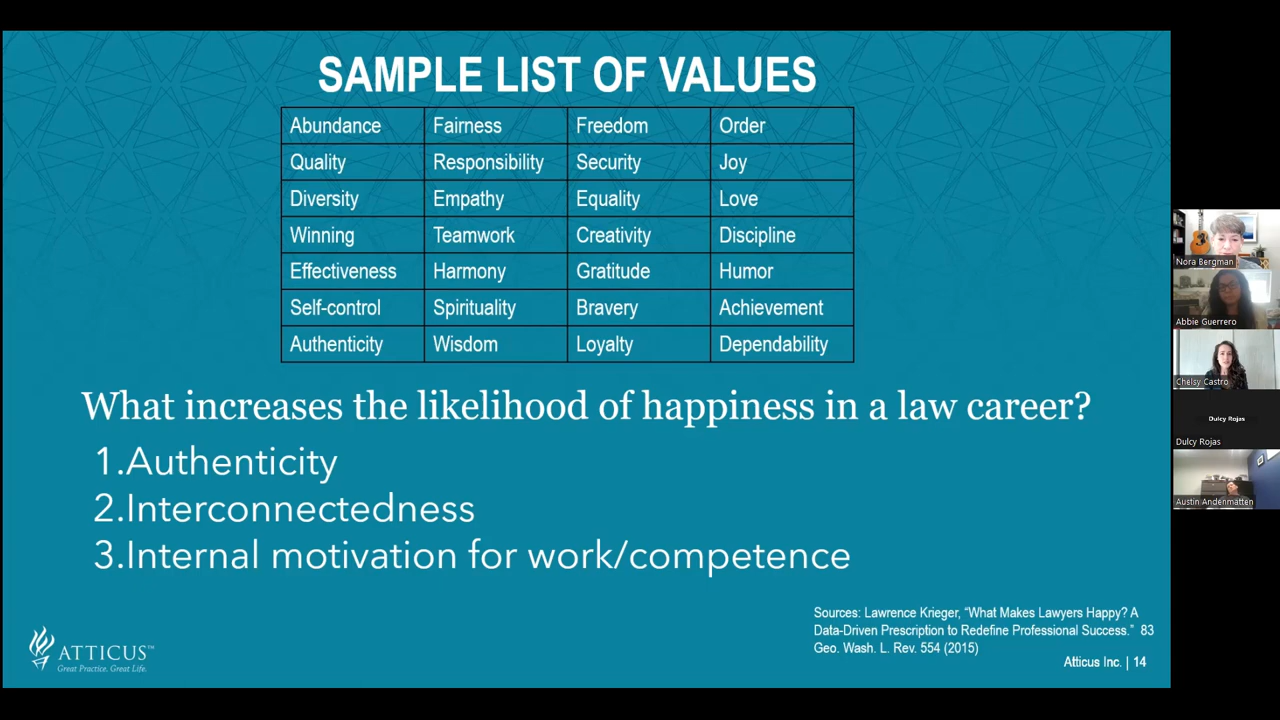 SAMPLE LIST OF VALUES
Abundance Fairness Freedom Order
Quality Responsibility Security Joy
Diversity Empathy Equality Love
Winning Teamwork Creativity Discipline
Effectiveness Harmony Gratitude Humor
Self-control Spirituality Bravery Achievement
Authenticity Wisdom Loyalty Dependability
What increases the likelihood of happiness in a law career?
1.Authenticity
2.Interconnectedness
3.Internal motivation for work/competence
Sources: Lawrence Krieger, “What Makes Lawyers Happy? A
Data-Driven Prescription to Redefine Professional Success.” 83
Geo. Wash. L. Rev. 554 (2015)
Atticus Inc. | 14
ATTICUS™
Great Practice. Great Life.
Nora Bergman
Abbie Guerrero
Chelsy Castro
Dulcy Rojas
Dulcy Rojas
Austin Andenmatten